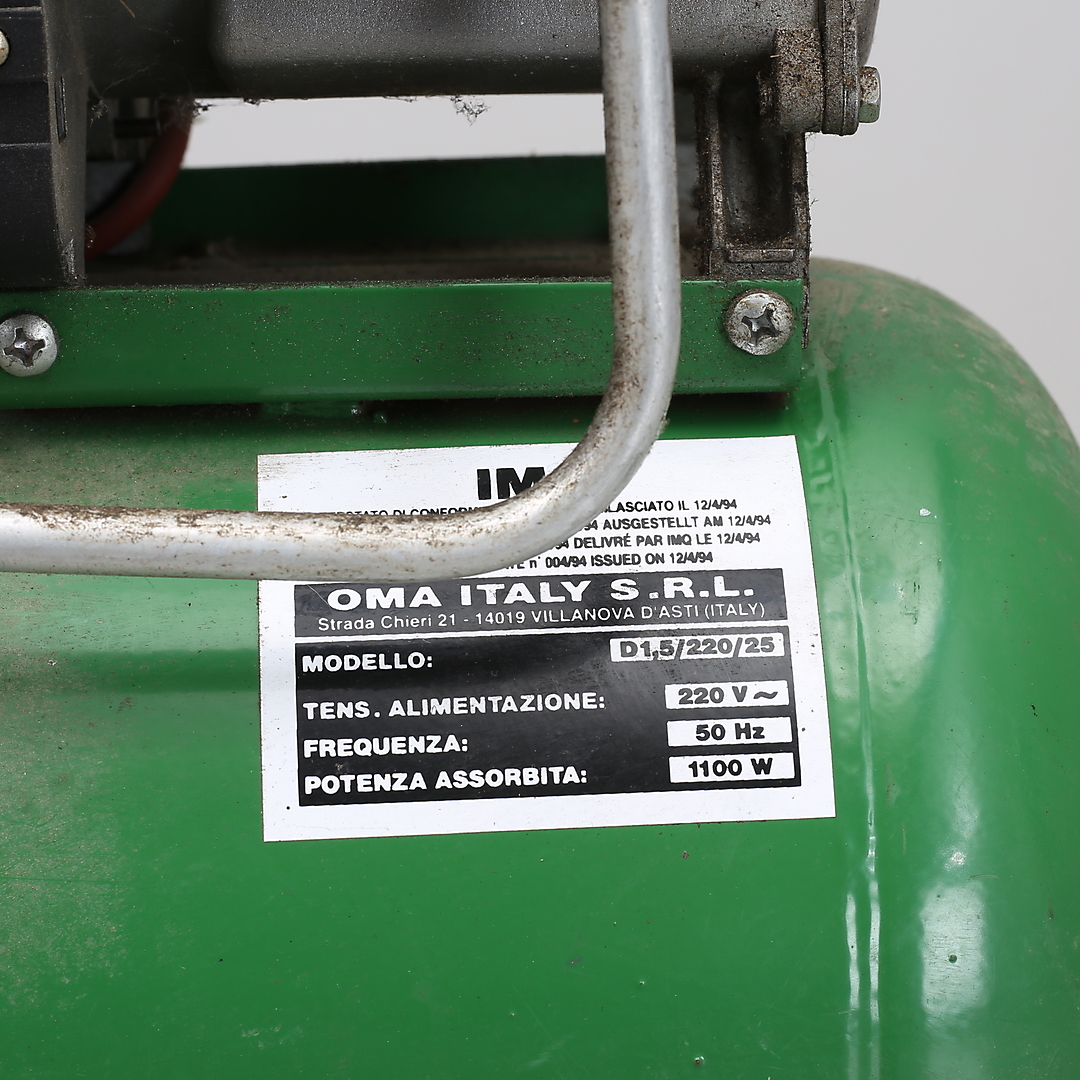 IM
ILASCIATO IL 12/4/94
94 AUSGESTELLT AM 12/4/94
94 DELIVRÉ PAR IMQ LE 12/4/94
n° 004/94 ISSUED ON 12/4/94
OMA ITALY S.R.L.
Strada Chieri 21 - 14019 VILLANOVA D'ASTI (ITALY)
MODELLO: D1,5/220/25
TENS. ALIMENTAZIONE: 220 V ~
FREQUENZA: 50 Hz
POTENZA ASSORBITA: 1100 W